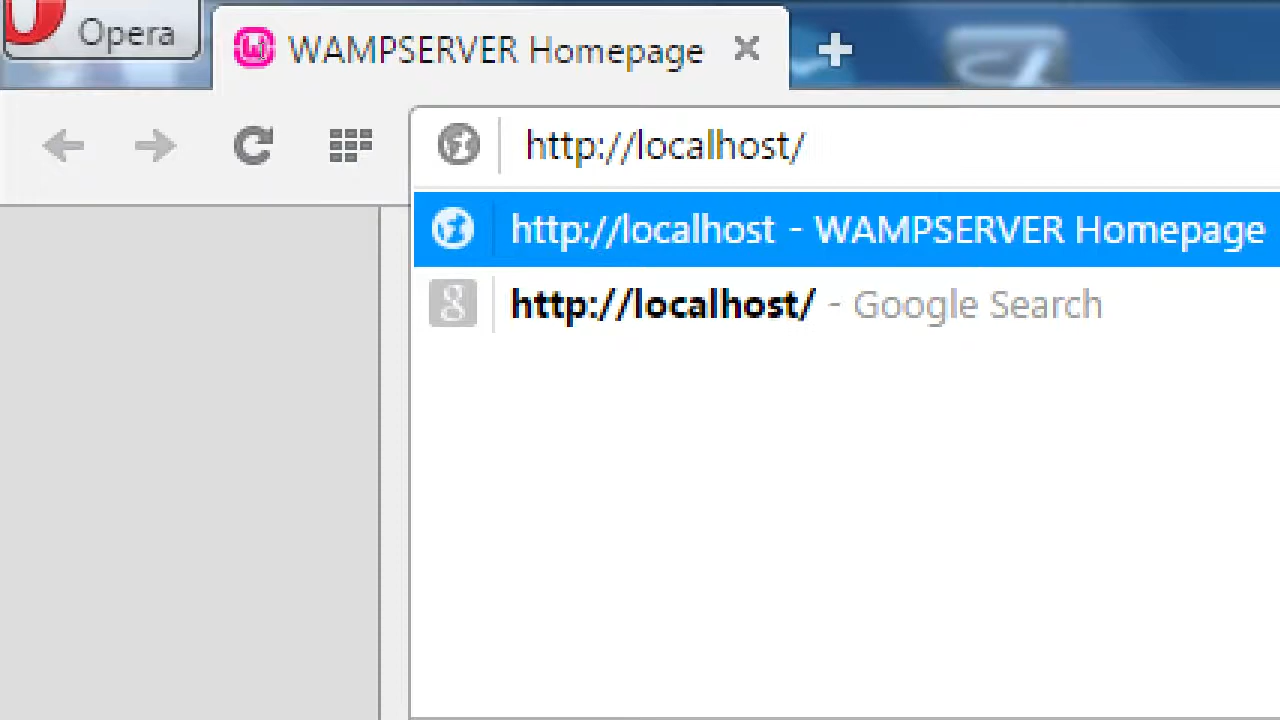 Opera
WAMPSERVER Homepage
http://localhost/
http://localhost - WAMPSERVER Homepage
http://localhost/ - Google Search